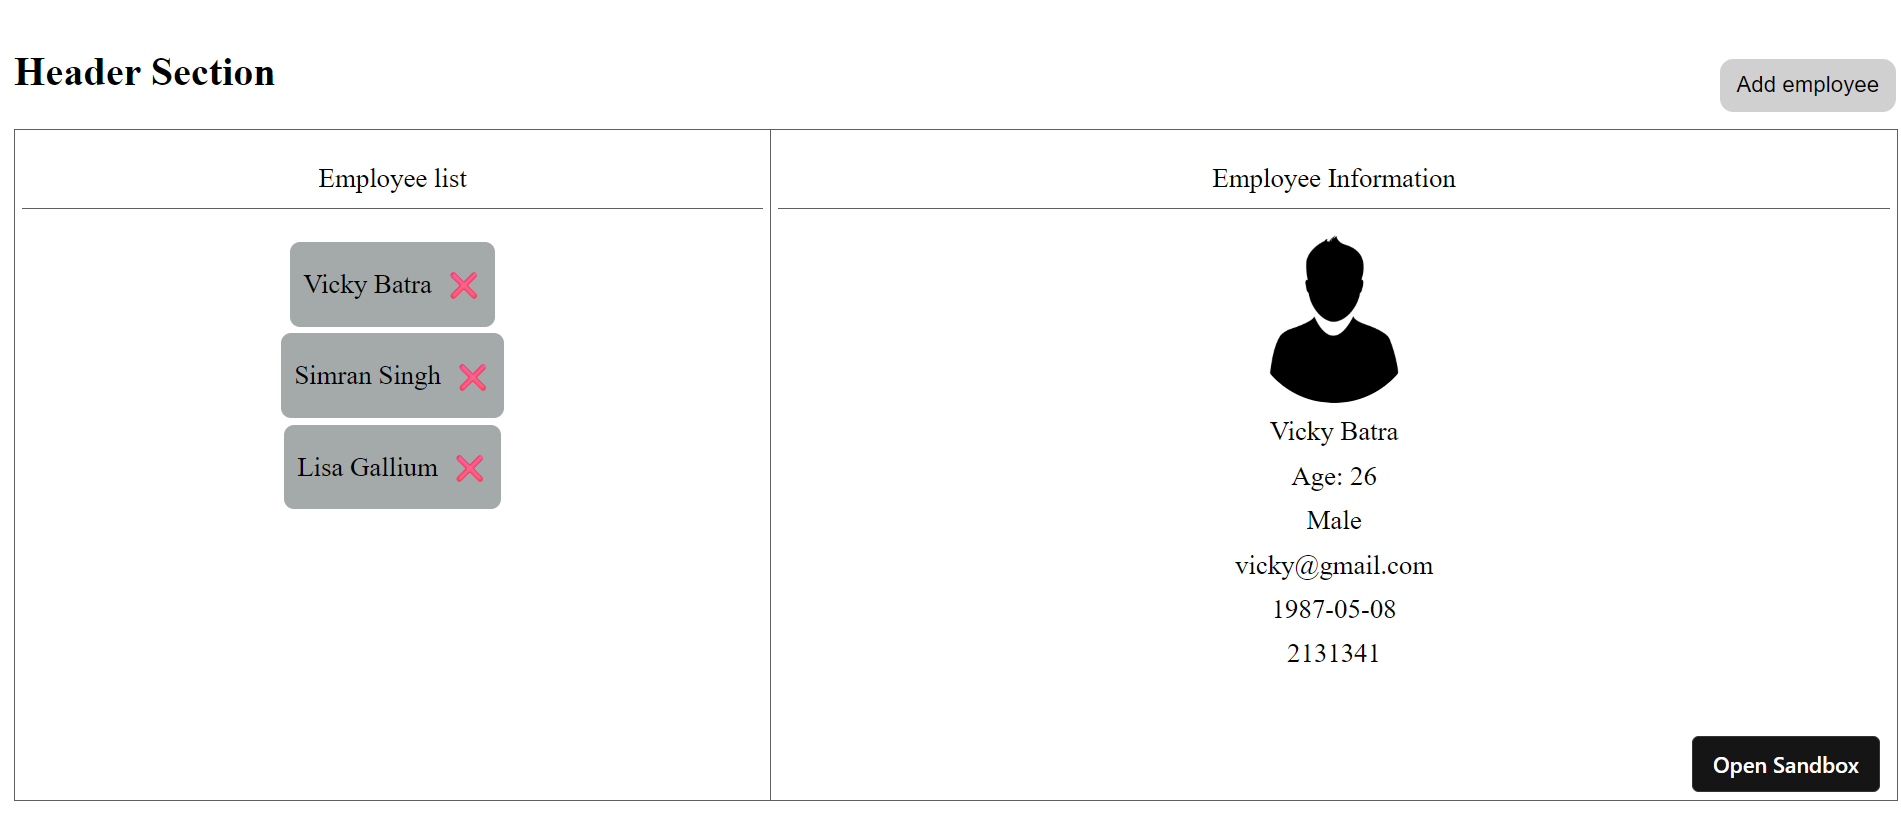 Header Section
Add employee
Employee list
Vicky Batra
Simran Singh
Lisa Gallium
Employee Information
Vicky Batra
Age: 26
Male
vicky@gmail.com
1987-05-08
2131341
Open Sandbox